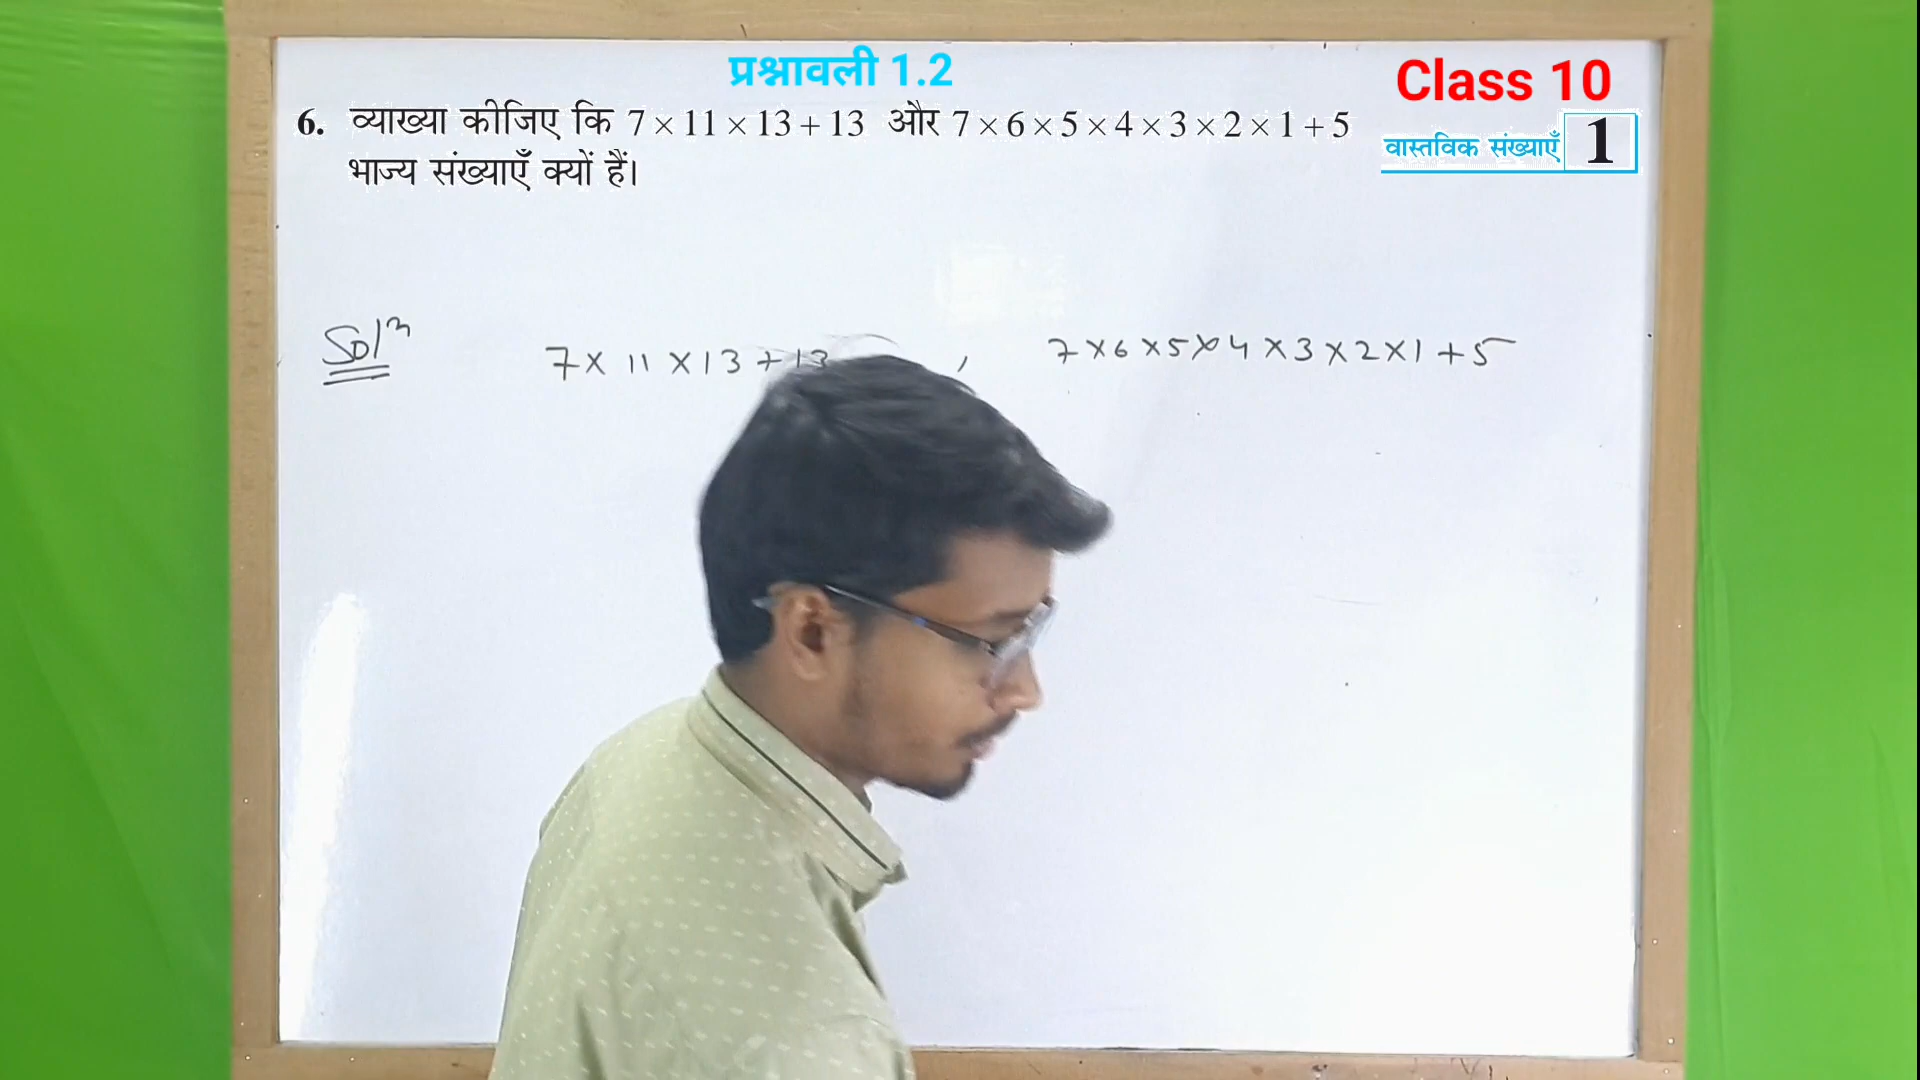 प्रश्नावली 1.2
Class 10
6. व्याख्या कीजिए कि 7 × 11 × 13 + 13 और 7 × 6 × 5 × 4 × 3 × 2 × 1 + 5
भाज्य संख्याएँ क्यों हैं।
वास्तविक संख्याएँ 1
Solⁿ 7 × 11 × 13 + 13 , 7 × 6 × 5 × 4 × 3 × 2 × 1 + 5